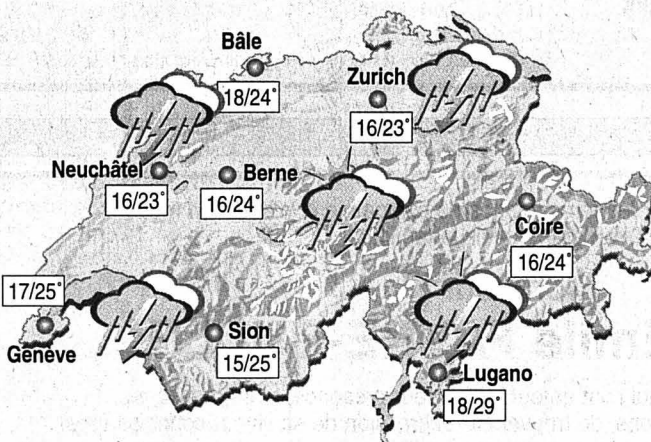 Bâle
18/24°
Zurich
16/23°
Neuchâtel
16/23°
Berne
16/24°
Coire
16/24°
17/25°
Genève
Sion
15/25°
Lugano
18/29°